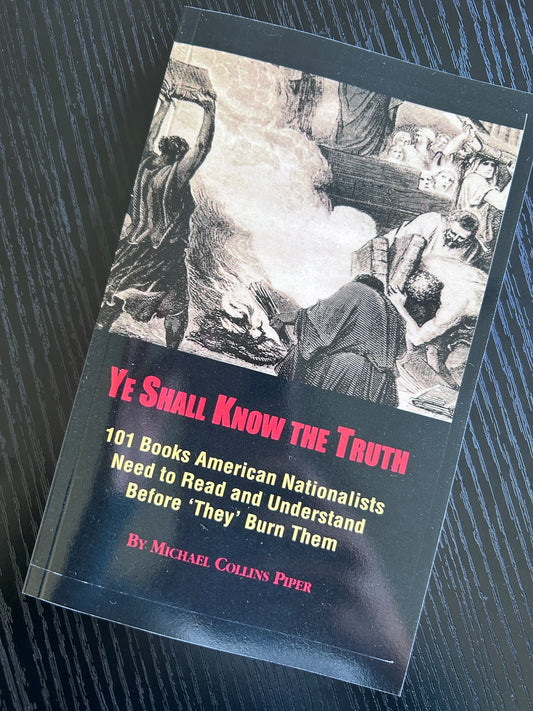 YE SHALL KNOW THE TRUTH
101 Books American Nationalists
Need to Read and Understand
Before 'They' Burn Them
BY MICHAEL COLLINS PIPER